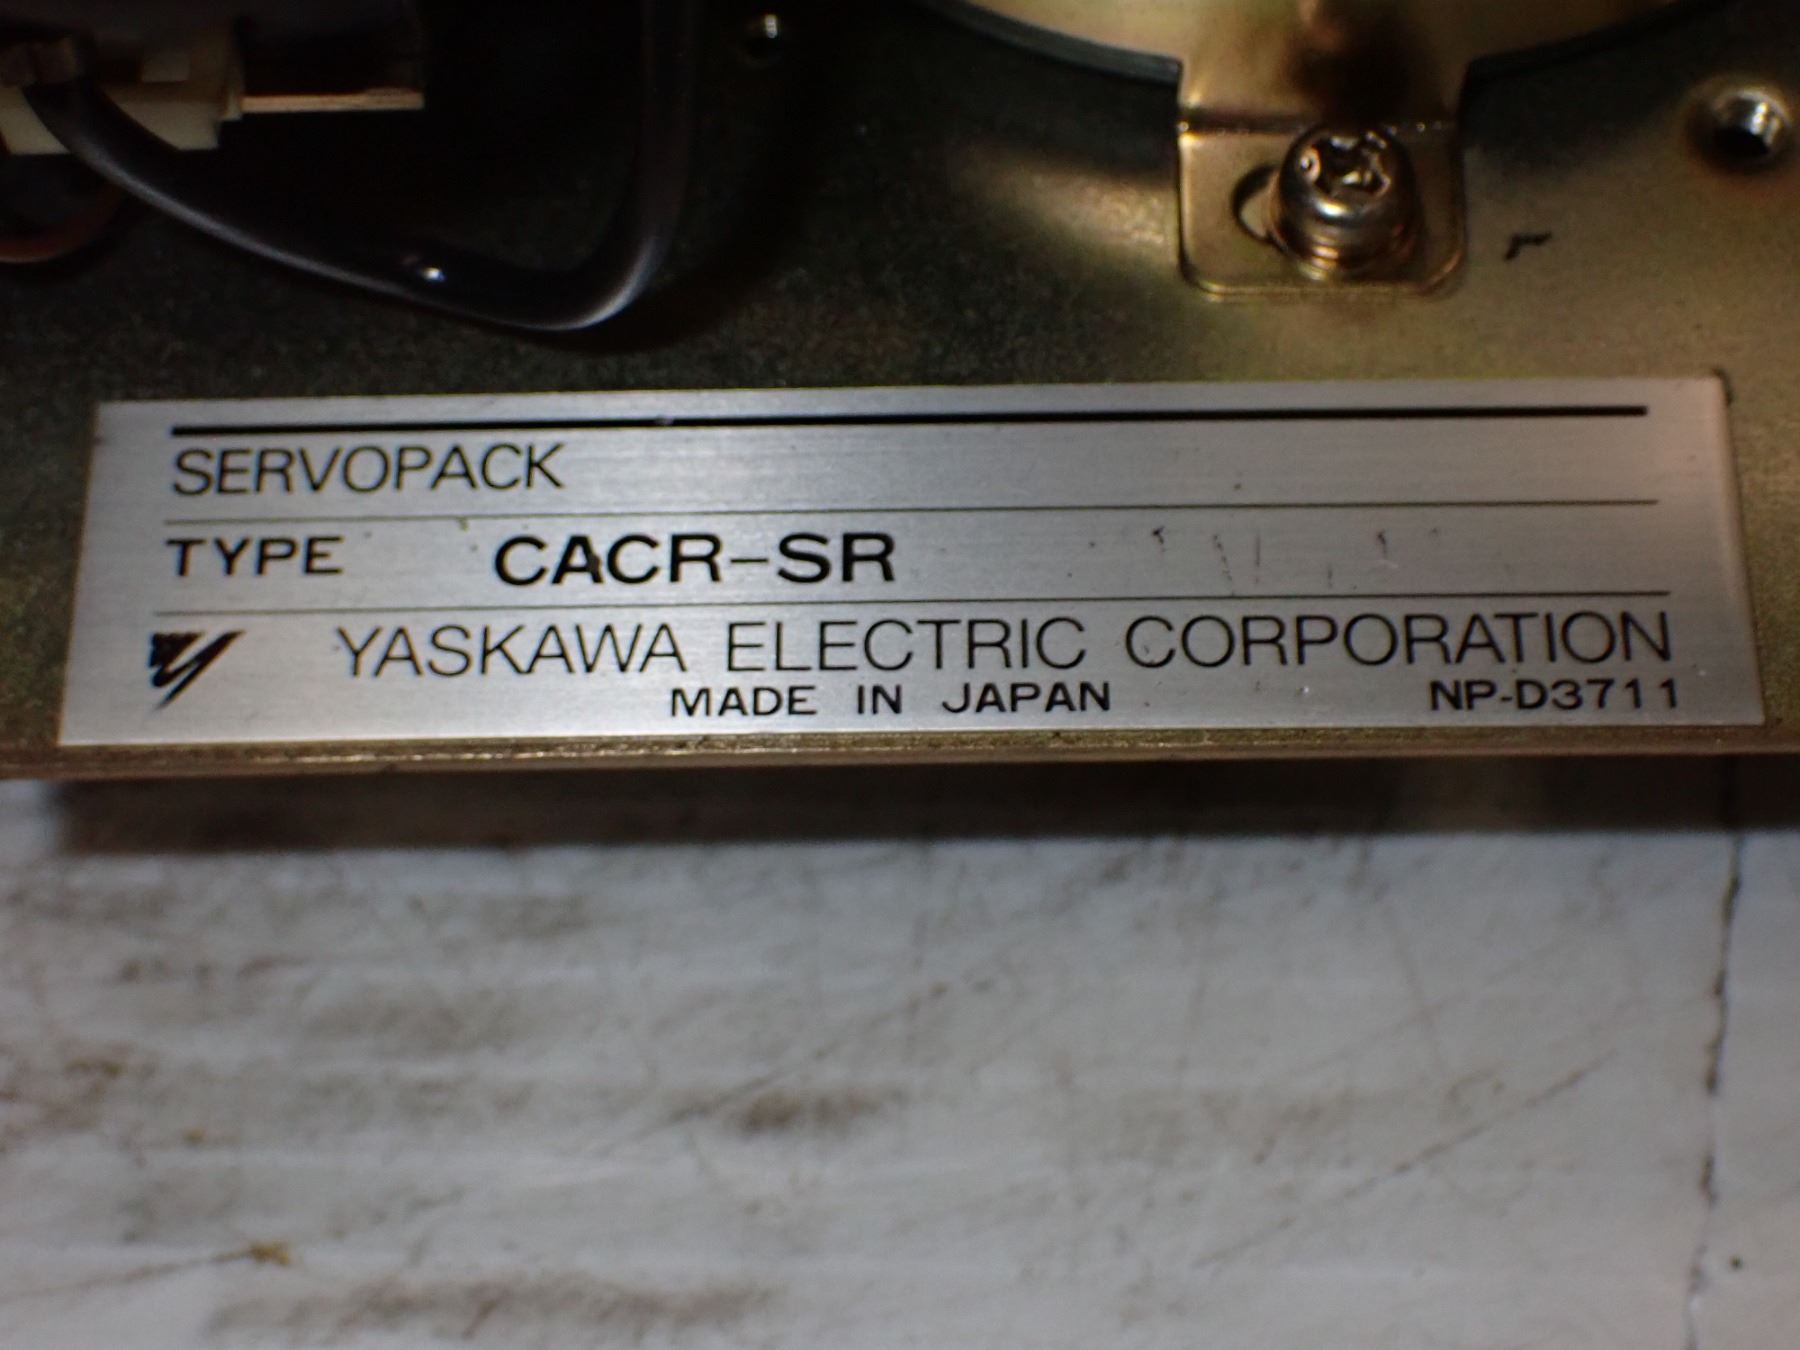 SERVOPACK
TYPE CACR-SR
YASKAWA ELECTRIC CORPORATION
MADE IN JAPAN NP-D3711